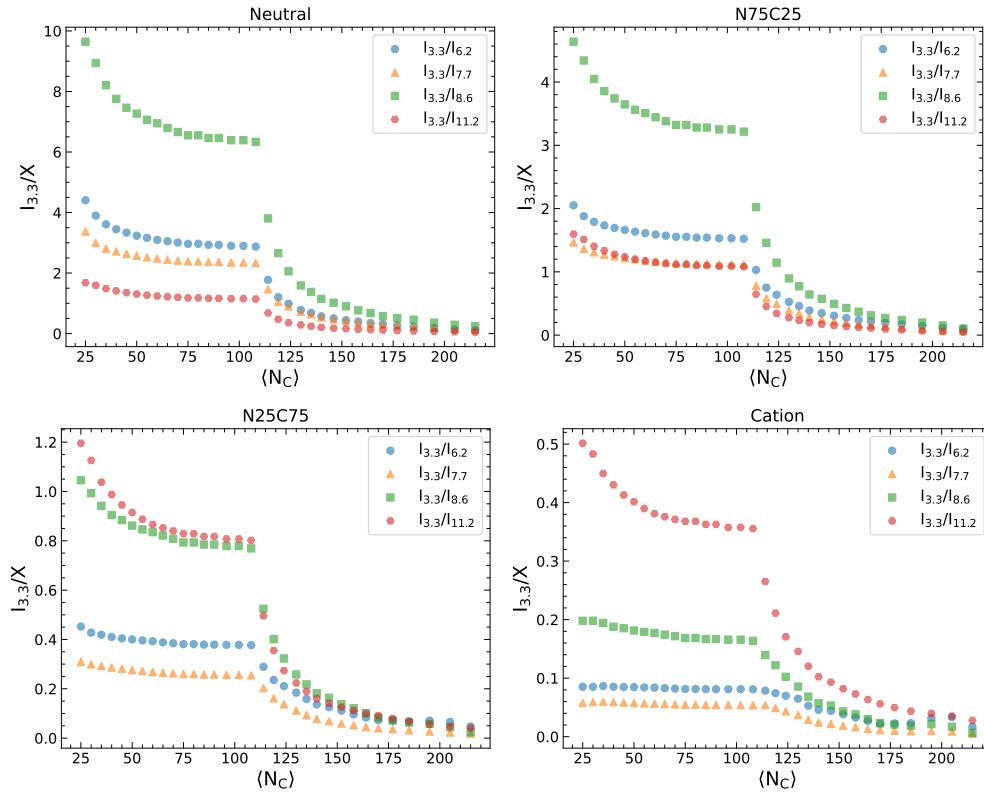 Neutral
10
8
6
4
2
0
I3.3/X
25 50 75 100 125 150 175 200
⟨NC⟩
I3.3/I6.2
I3.3/I7.7
I3.3/I8.6
I3.3/I11.2
N75C25
4
3
2
1
0
I3.3/X
25 50 75 100 125 150 175 200
⟨NC⟩
I3.3/I6.2
I3.3/I7.7
I3.3/I8.6
I3.3/I11.2
N25C75
1.2
1.0
0.8
0.6
0.4
0.2
0.0
I3.3/X
25 50 75 100 125 150 175 200
⟨NC⟩
I3.3/I6.2
I3.3/I7.7
I3.3/I8.6
I3.3/I11.2
Cation
0.5
0.4
0.3
0.2
0.1
0.0
I3.3/X
25 50 75 100 125 150 175 200
⟨NC⟩
I3.3/I6.2
I3.3/I7.7
I3.3/I8.6
I3.3/I11.2